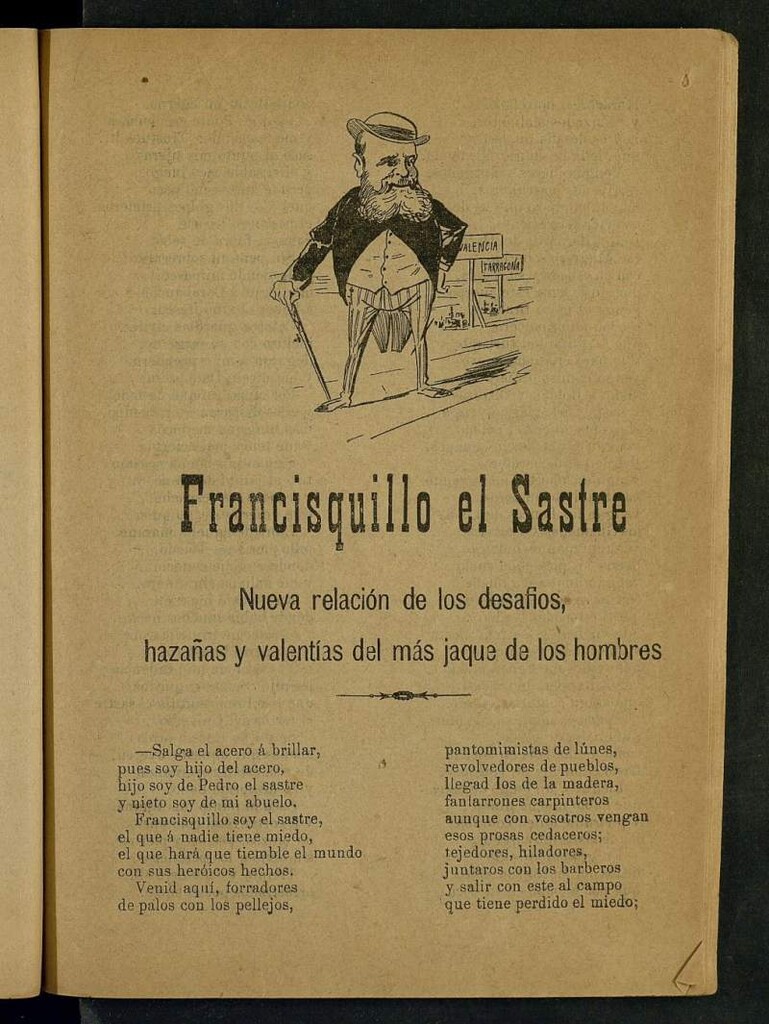 VALENCIA
TARRAGONA
Francisquillo el Sastre
Nueva relación de los desafios,
hazañas y valentías del más jaque de los hombres
—Salga el acero á brillar,
pues soy hijo del acero,
hijo soy de Pedro el sastre
y nieto soy de mi abuelo.
Francisquillo soy el sastre,
el que á nadie tiene miedo,
el que hará que tiemble el mundo
con sus heróicos hechos.
Venid aquí, forradores
de palos con los pellejos,
pantomimistas de lúnes,
revolvedores de pueblos,
llegad los de la madera,
fanfarrones carpinteros
aunque con vosotros vengan
esos prosas cedaceros;
tejedores, hiladores,
juntaros con los barberos
y salir con este al campo
que tiene perdido el miedo;